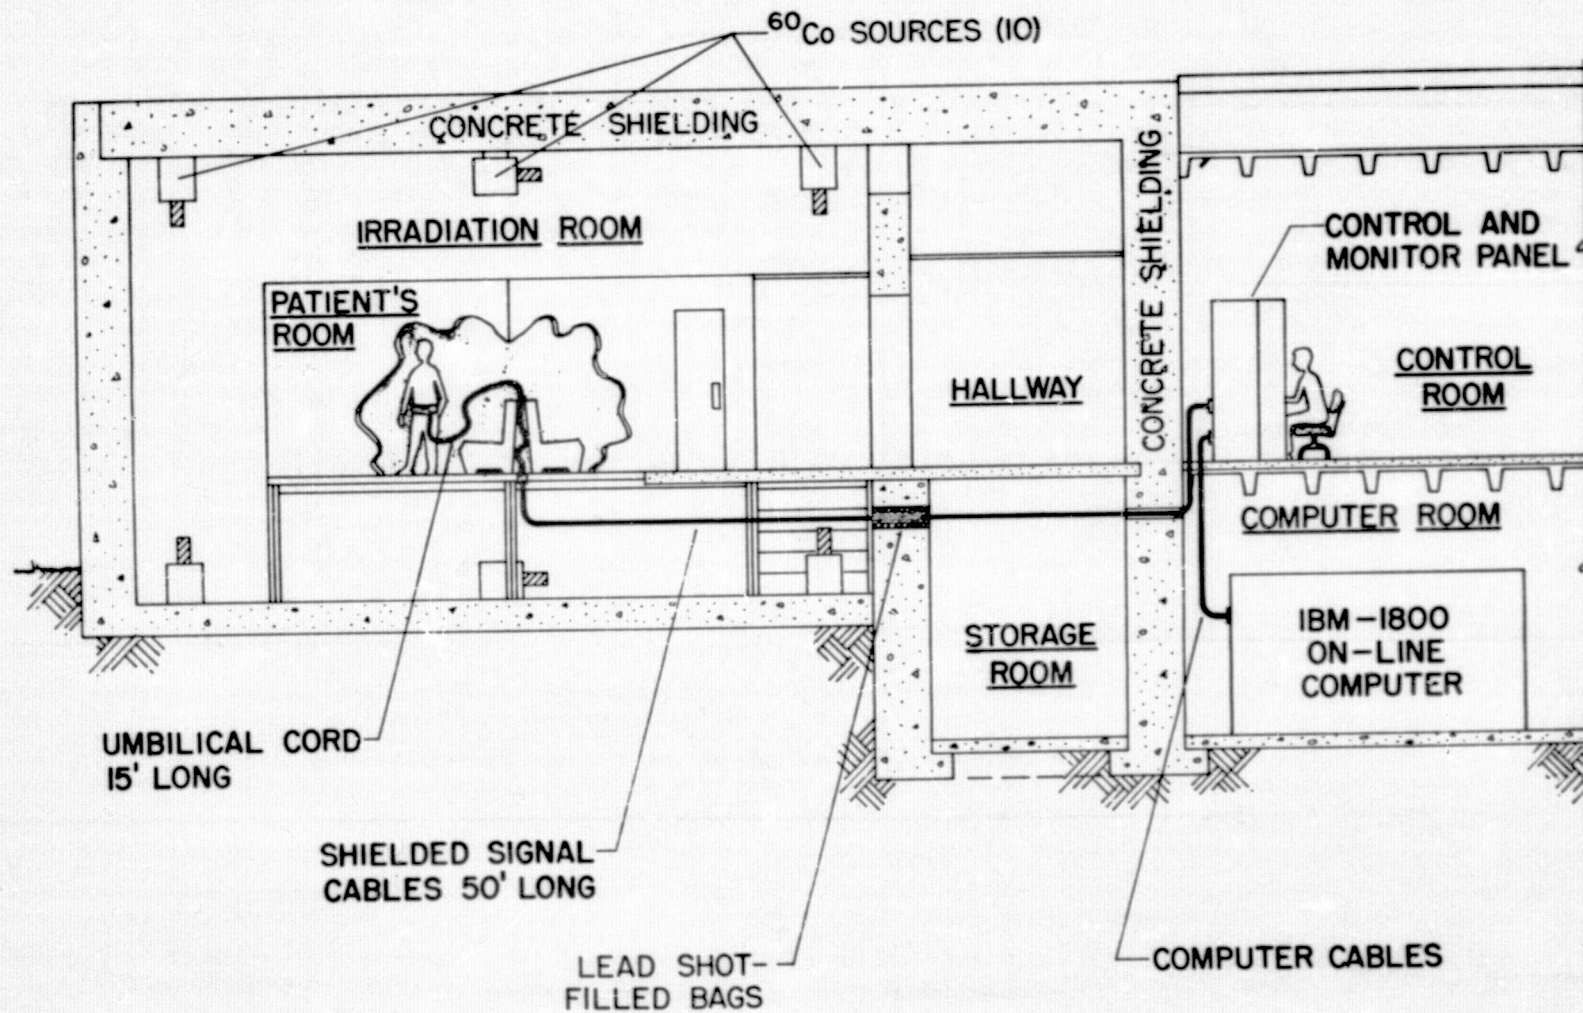 ⁶⁰Co SOURCES (10)
CONCRETE SHIELDING
IRRADIATION ROOM
PATIENT'S
ROOM
HALLWAY
CONCRETE SHIELDING
CONTROL AND
MONITOR PANEL
CONTROL
ROOM
COMPUTER ROOM
STORAGE
ROOM
IBM-1800
ON-LINE
COMPUTER
UMBILICAL CORD
15' LONG
SHIELDED SIGNAL
CABLES 50' LONG
LEAD SHOT-
FILLED BAGS
COMPUTER CABLES